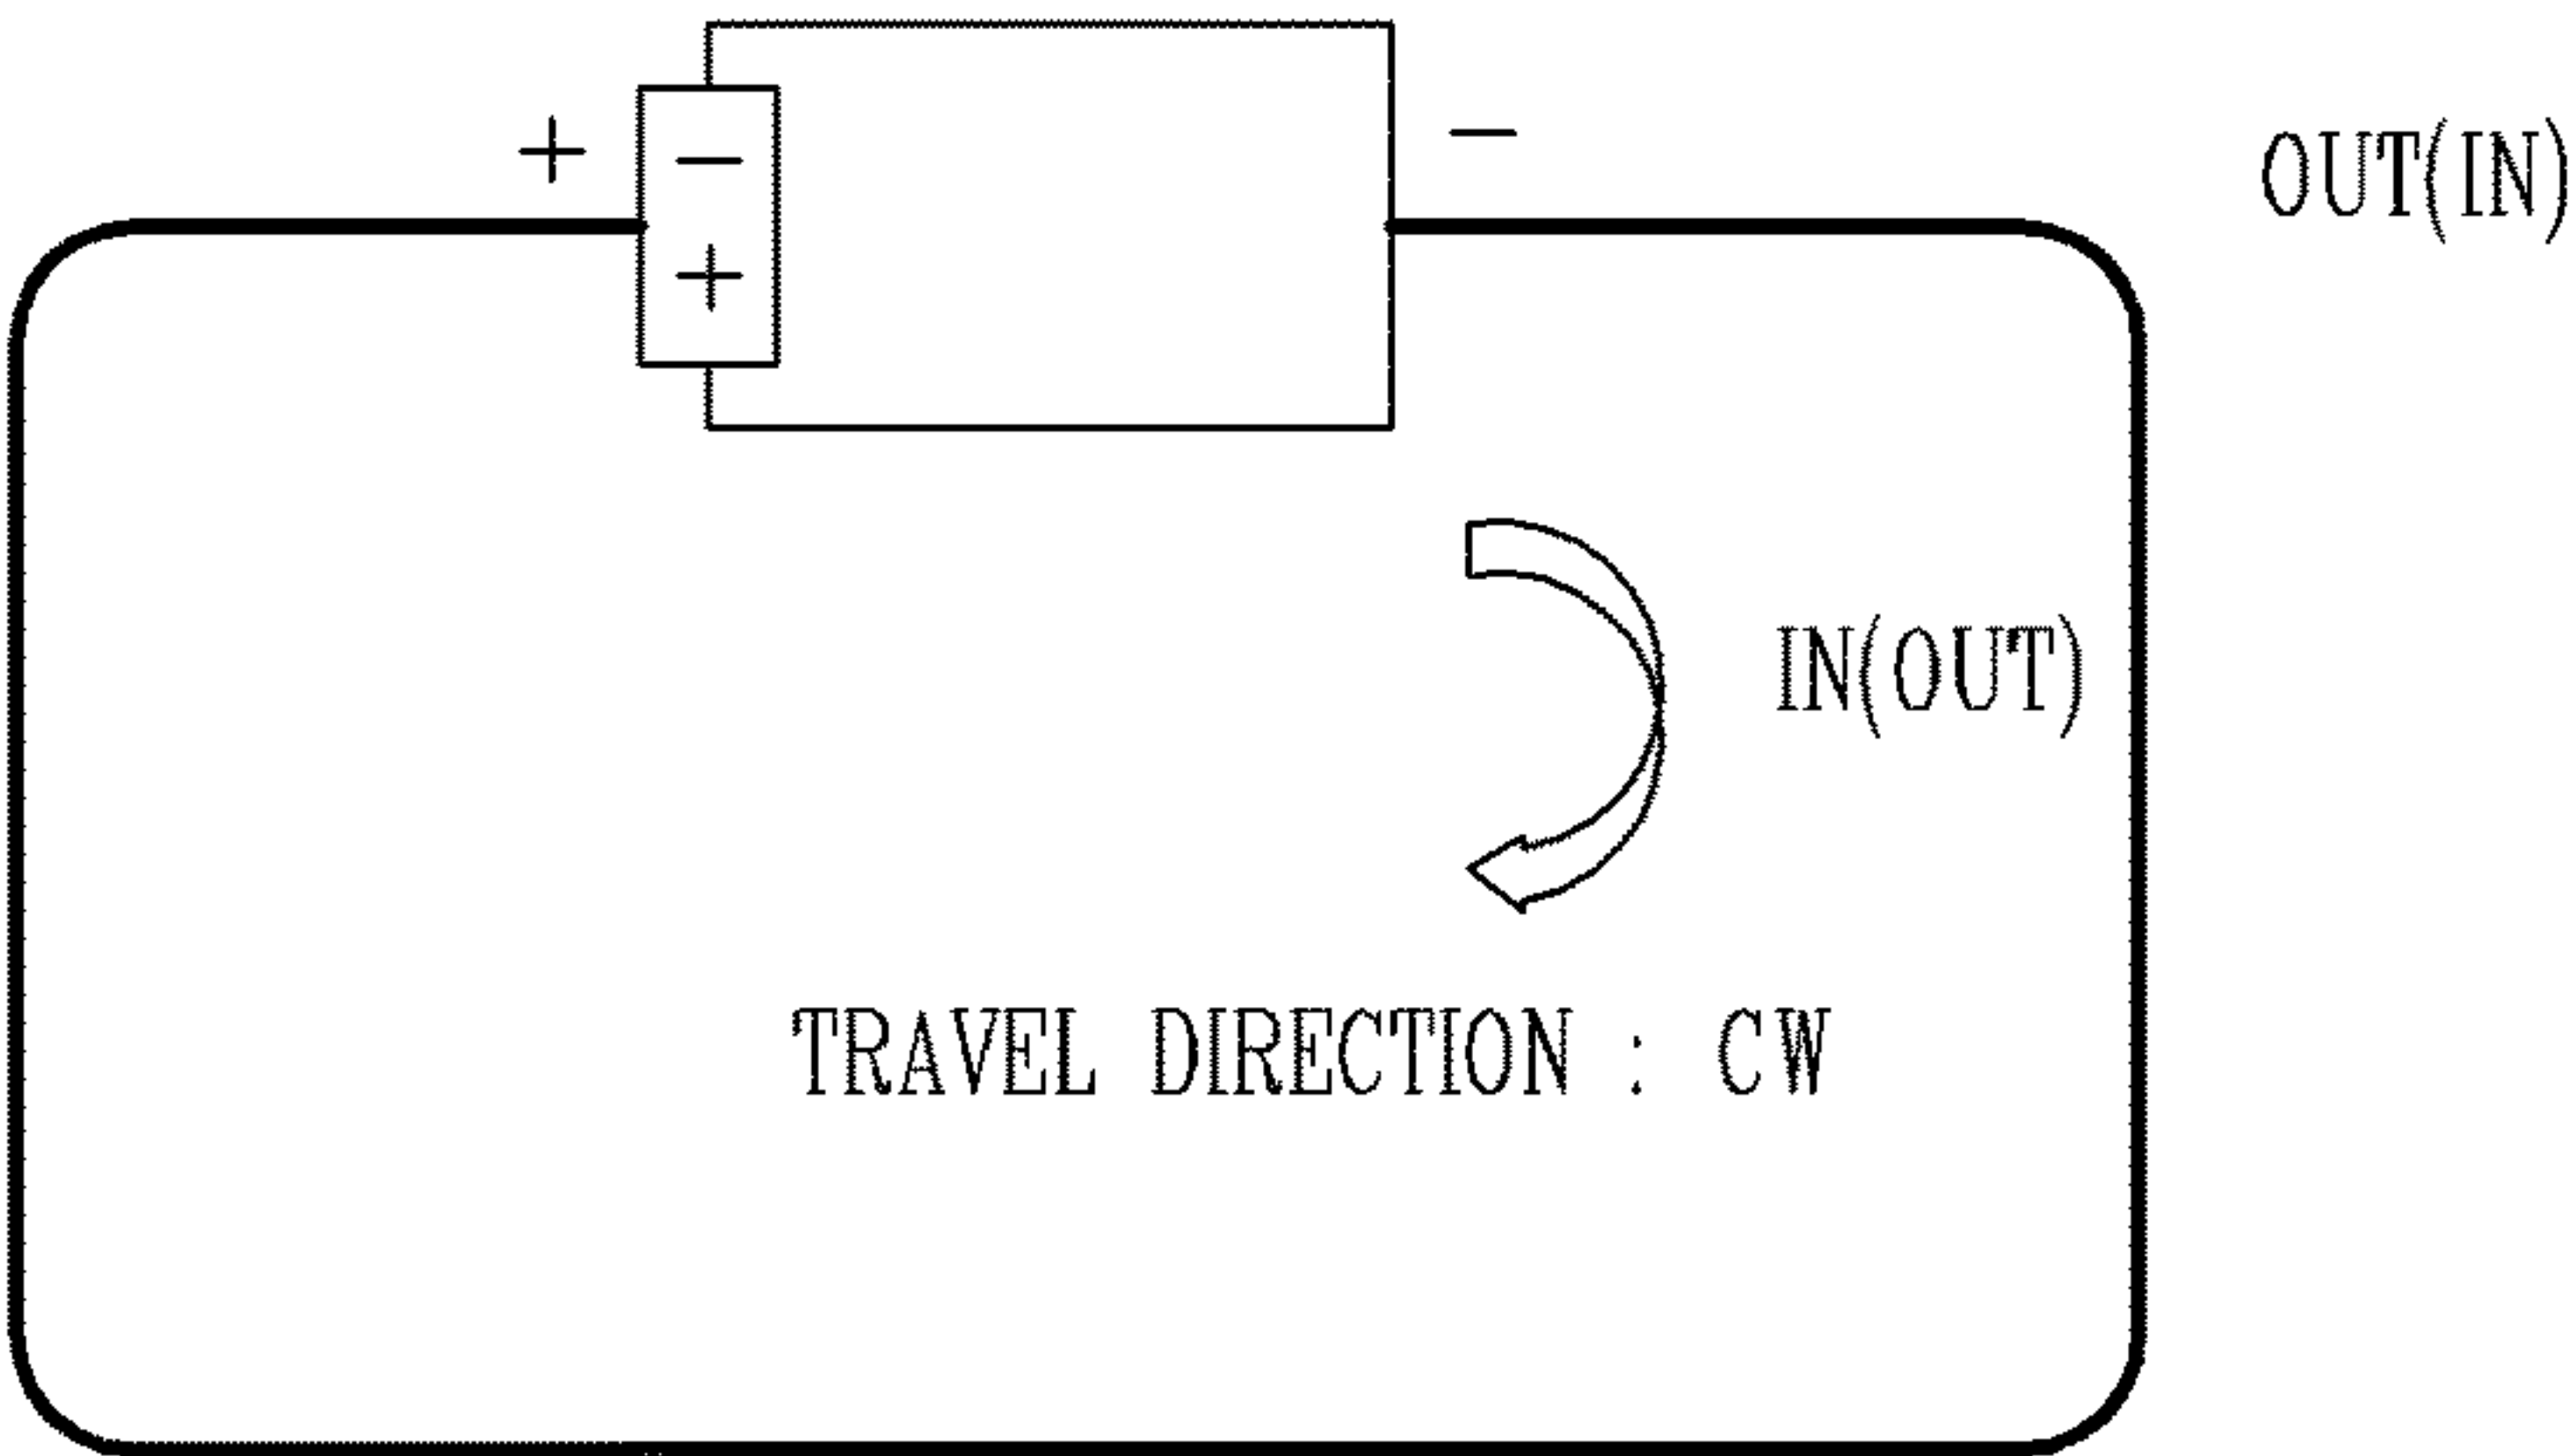 +
−
−
OUT(IN)
+
IN(OUT)
TRAVEL DIRECTION : CW